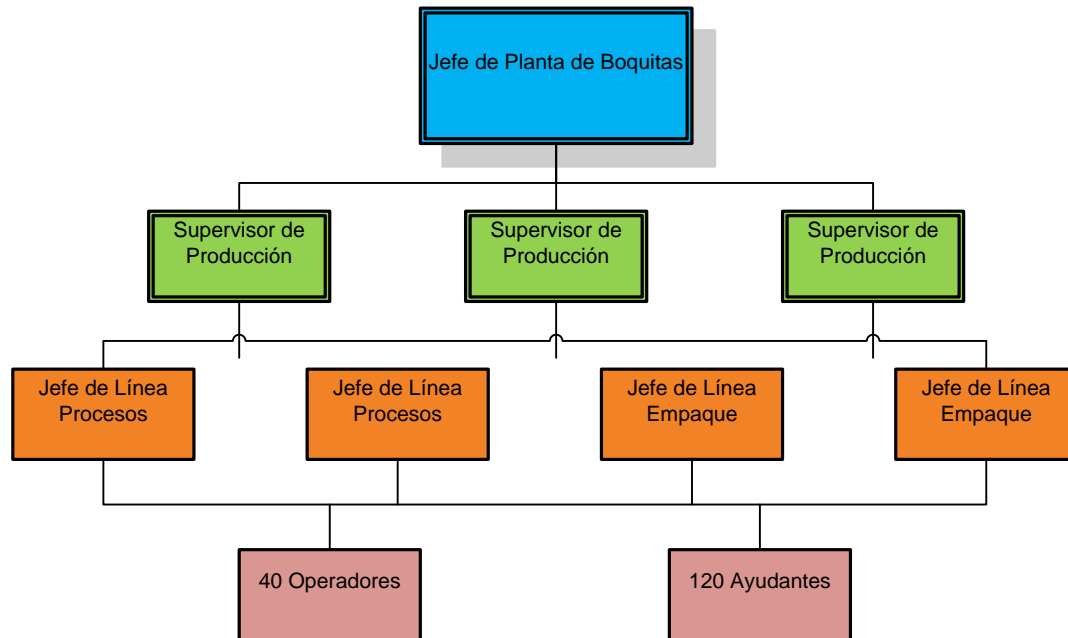 Jefe de Planta de Boquitas
Supervisor de
Producción
Supervisor de
Producción
Supervisor de
Producción
Jefe de Línea
Procesos
Jefe de Línea
Procesos
Jefe de Línea
Empaque
Jefe de Línea
Empaque
40 Operadores
120 Ayudantes